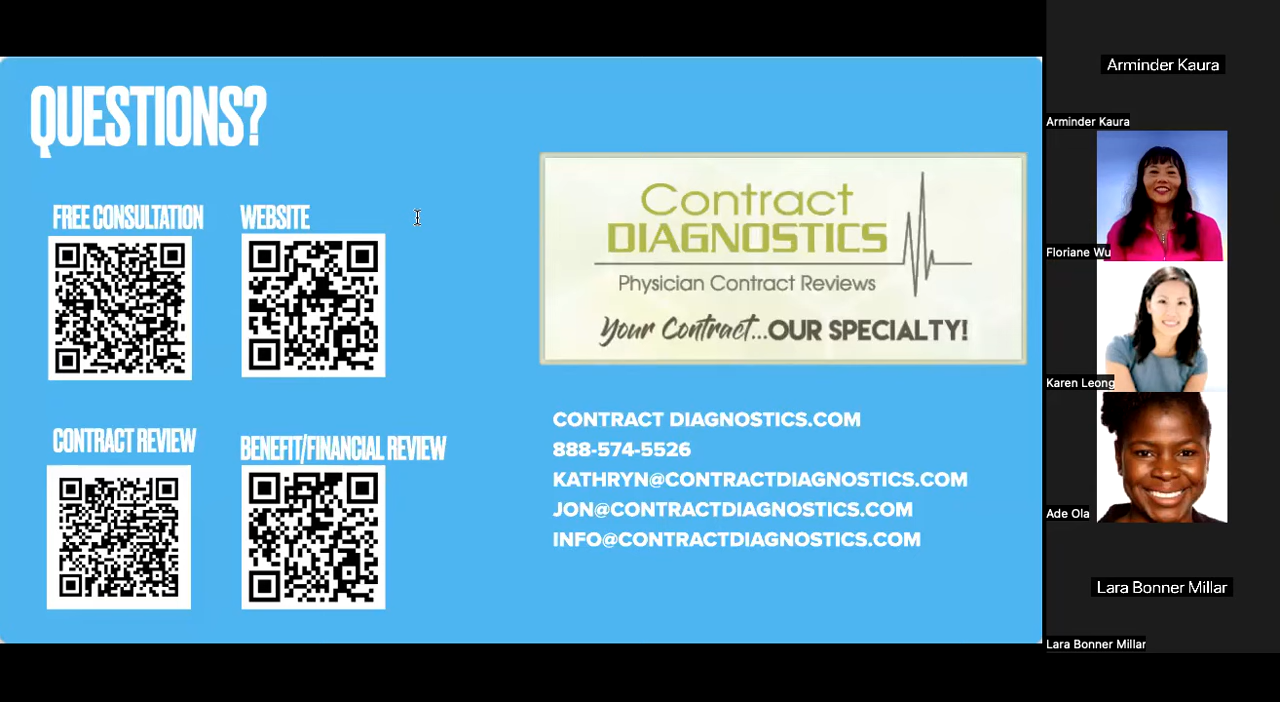 QUESTIONS?
FREE CONSULTATION
WEBSITE
CONTRACT REVIEW
BENEFIT/FINANCIAL REVIEW
Contract
DIAGNOSTICS
Physician Contract Reviews
Your Contract...OUR SPECIALTY!
CONTRACT DIAGNOSTICS.COM
888-574-5526
KATHRYN@CONTRACTDIAGNOSTICS.COM
JON@CONTRACTDIAGNOSTICS.COM
INFO@CONTRACTDIAGNOSTICS.COM
Arminder Kaura
Arminder Kaura
Floriane Wu
Karen Leong
Ade Ola
Lara Bonner Millar
Lara Bonner Millar